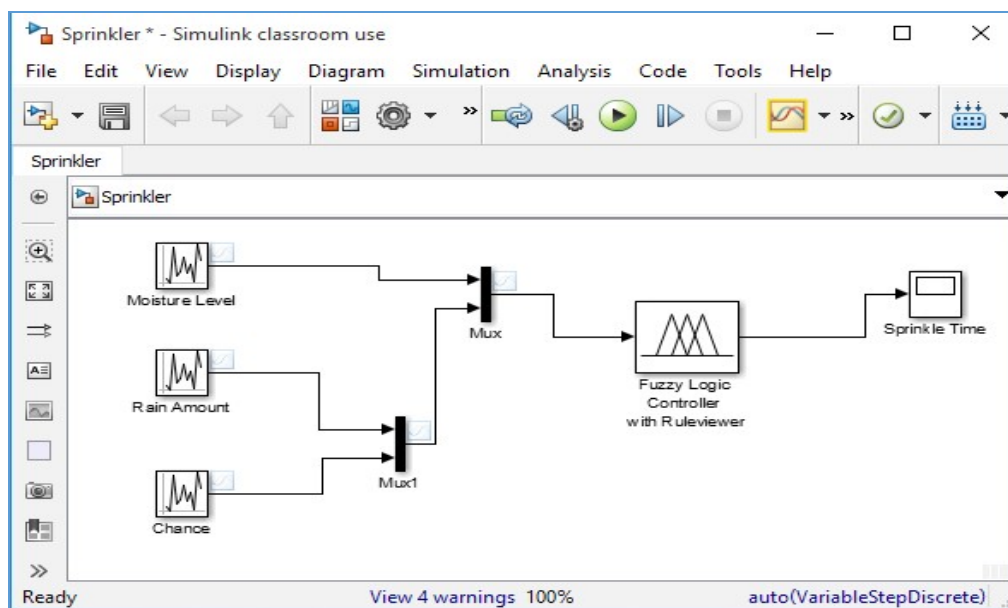 Sprinkler * - Simulink classroom use
File Edit View Display Diagram Simulation Analysis Code Tools Help
» »
Sprinkler
Sprinkler
Moisture Level
Mux
Sprinkle Time
Rain Amount
Fuzzy Logic
Controller
with Ruleviewer
Mux1
Chance
A
»
Ready View 4 warnings 100% auto(VariableStepDiscrete)